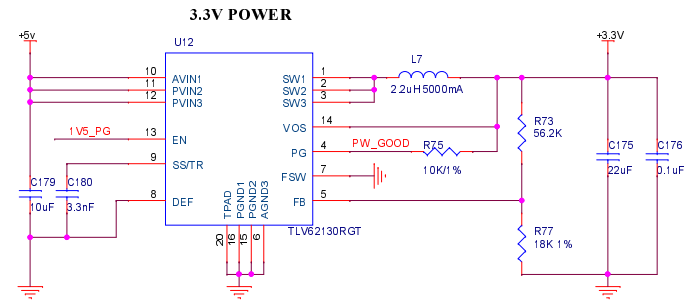 3.3V POWER
+5v
+3.3V
U12
L7
2.2uH5000mA
10 AVIN1
11 PVIN2
12 PVIN3
SW1 1
SW2 2
SW3 3
VOS 14
1V5_PG
13 EN
PG 4
PW_GOOD
R75
10K/1%
R73
56.2K
9 SS/TR
FSW 7
C175
22uF
C176
0.1uF
C179
10uF
C180
3.3nF
8 DEF
FB 5
TPAD PGND1 PGND2 AGND3
20 16 15 6
TLV62130RGT
R77
18K 1%